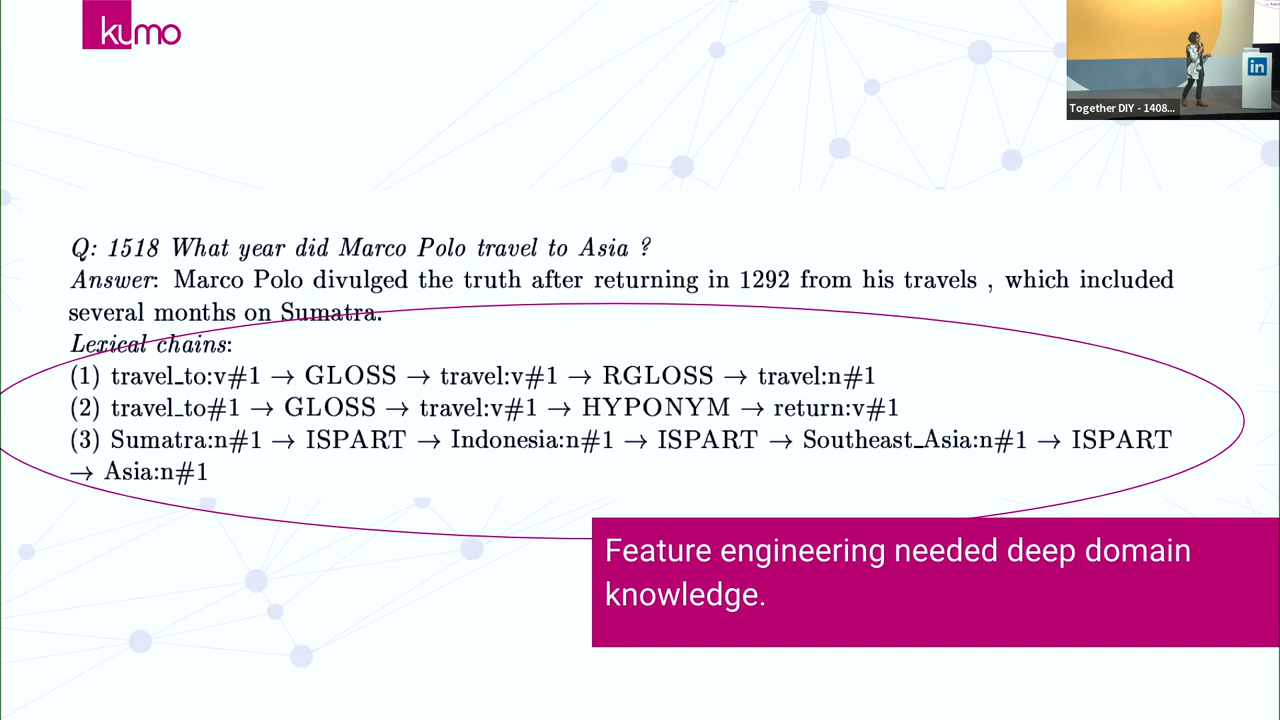 kumo
in
Together DIY - 1408...
Q: 1518 What year did Marco Polo travel to Asia ?
Answer: Marco Polo divulged the truth after returning in 1292 from his travels , which included
several months on Sumatra.
Lexical chains:
(1) travel_to:v#1 → GLOSS → travel:v#1 → RGLOSS → travel:n#1
(2) travel_to#1 → GLOSS → travel:v#1 → HYPONYM → return:v#1
(3) Sumatra:n#1 → ISPART → Indonesia:n#1 → ISPART → Southeast_Asia:n#1 → ISPART
→ Asia:n#1
Feature engineering needed deep domain
knowledge.